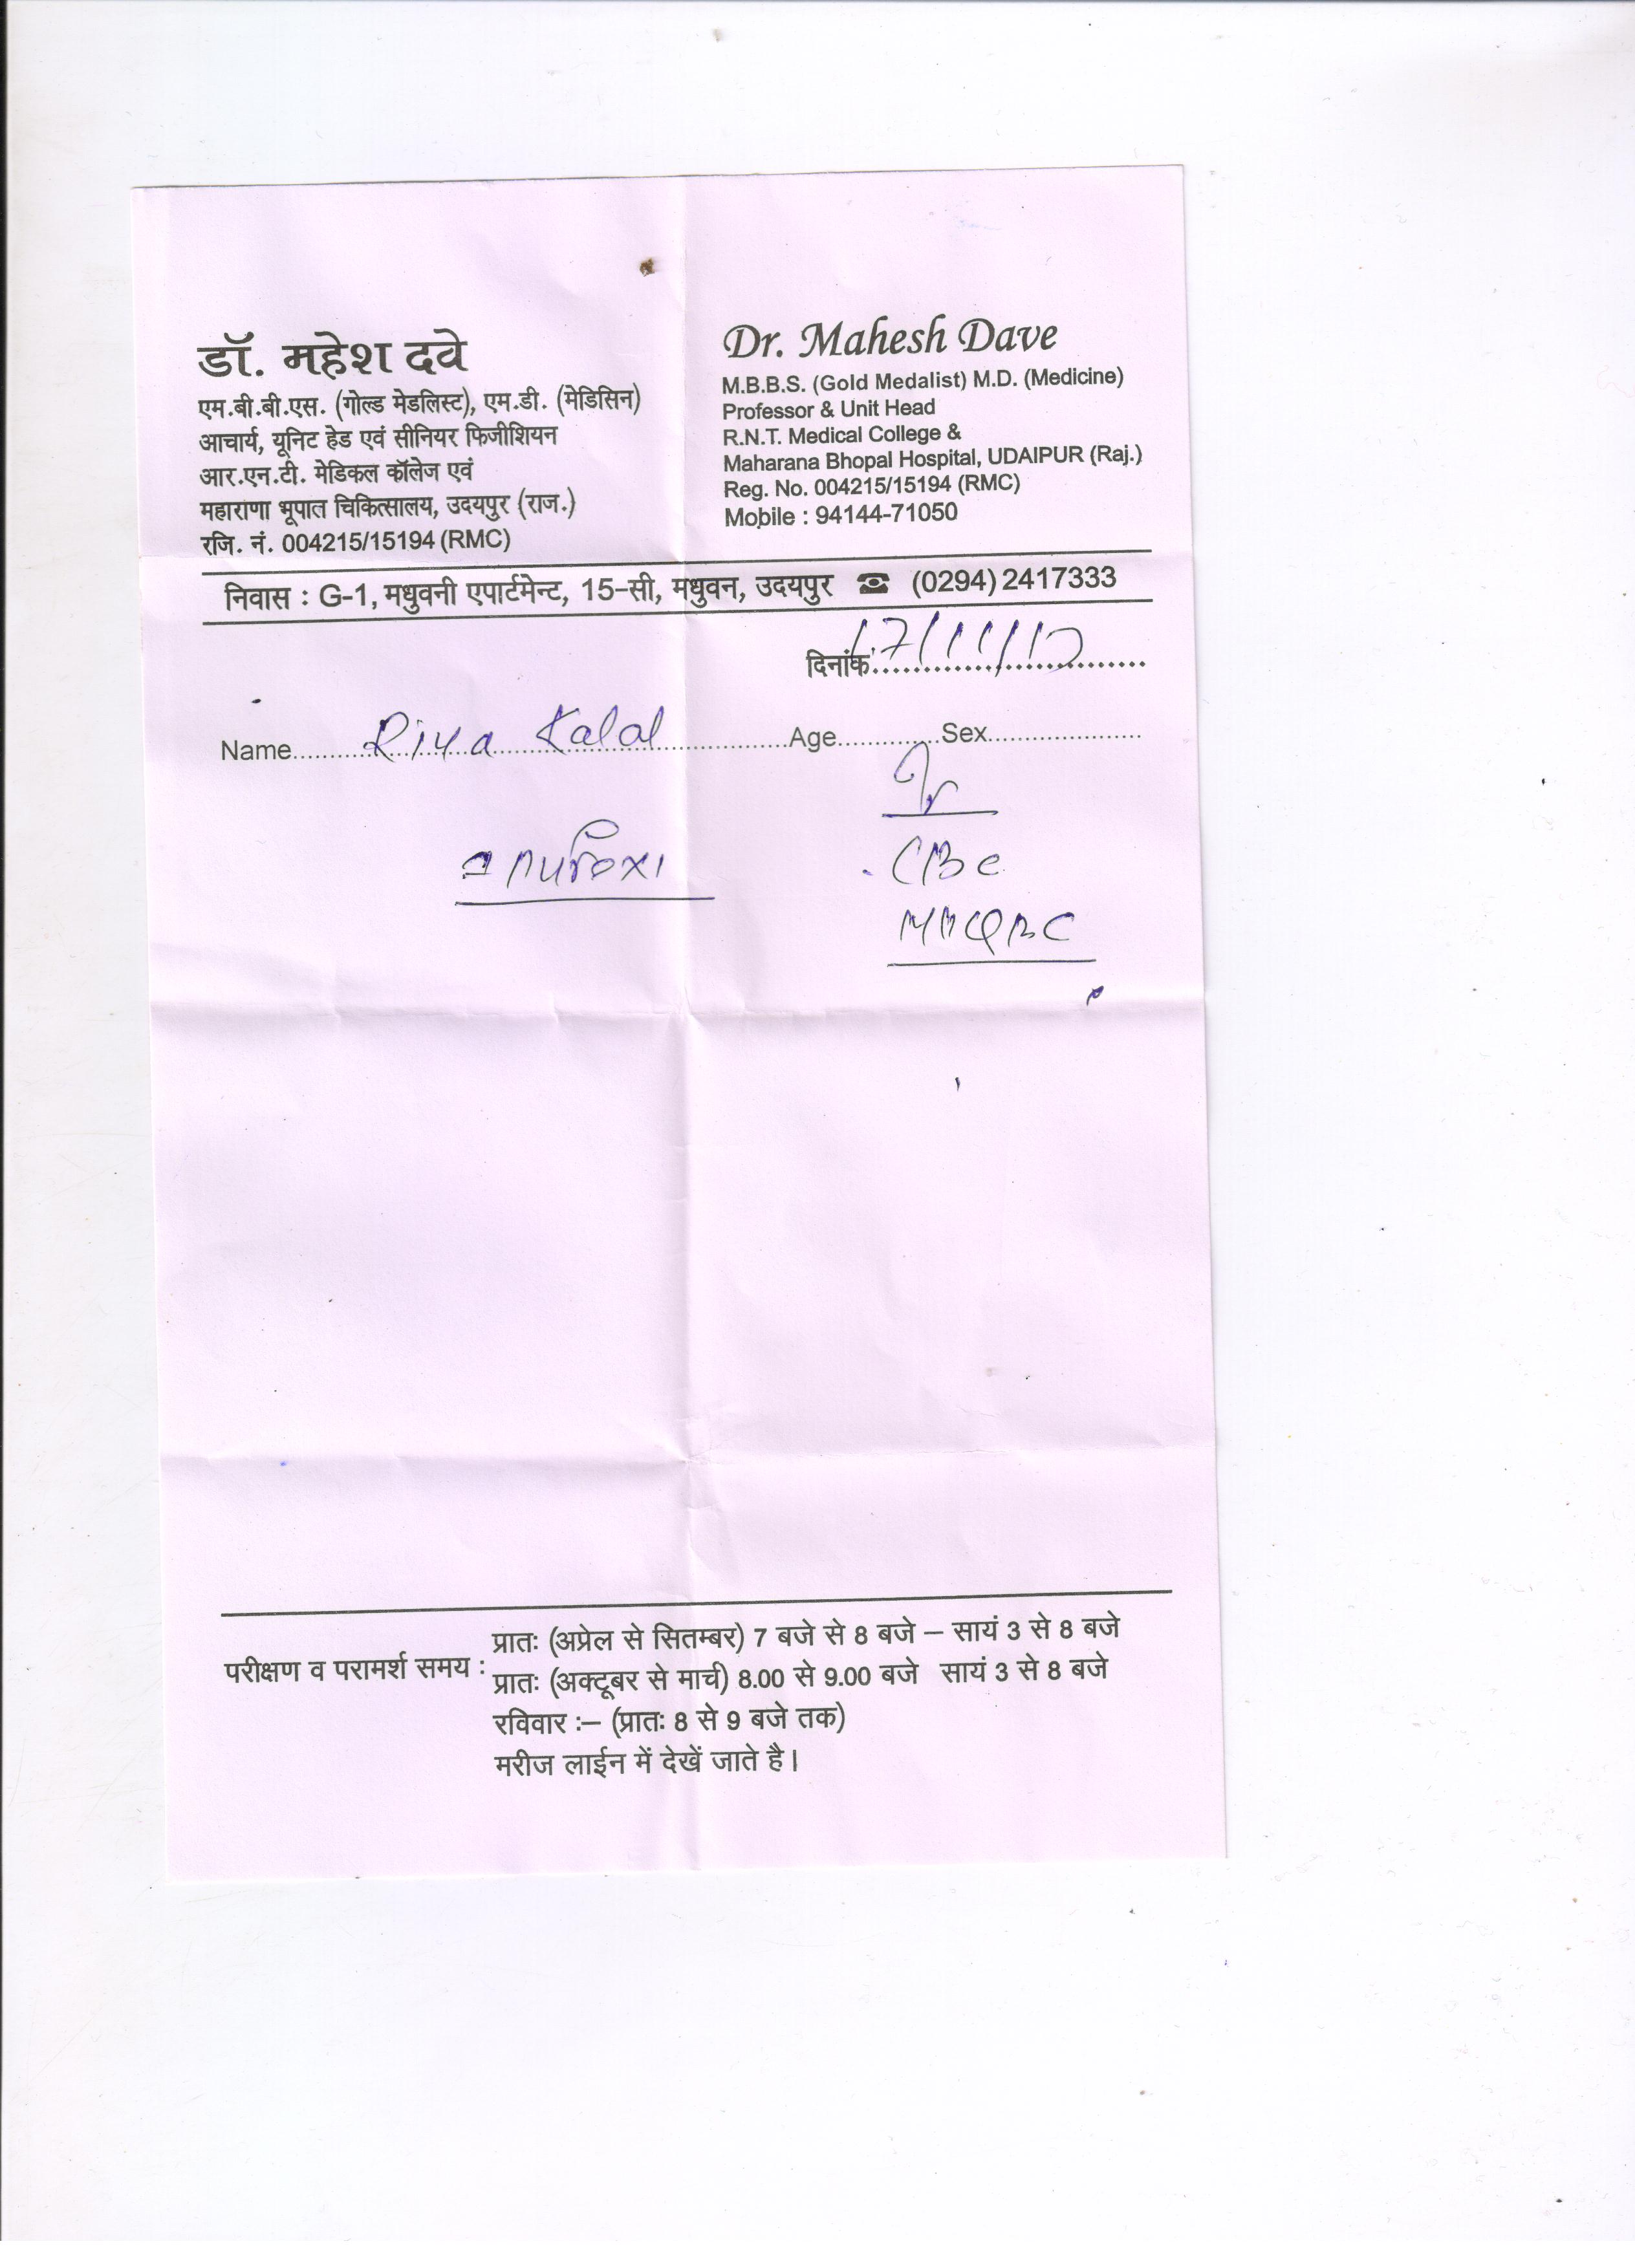 डॉ. महेश दवे
एम.बी.बी.एस. (गोल्ड मेडलिस्ट), एम.डी. (मेडिसिन)
आचार्य, यूनिट हेड एवं सीनियर फिजीशियन
आर.एन.टी. मेडिकल कॉलेज एवं
महाराणा भूपाल चिकित्सालय, उदयपुर (राज.)
रजि. नं. 004215/15194 (RMC)
Dr. Mahesh Dave
M.B.B.S. (Gold Medalist) M.D. (Medicine)
Professor & Unit Head
R.N.T. Medical College &
Maharana Bhopal Hospital, UDAIPUR (Raj.)
Reg. No. 004215/15194 (RMC)
Mobile : 94144-71050
निवास : G-1, मधुवनी एपार्टमेन्ट, 15-सी, मधुवन, उदयपुर ☎ (0294) 2417333
दिनांक 17/11/17
Name Riya Kalal Age Sex
CBC
परीक्षण व परामर्श समय : प्रातः (अप्रेल से सितम्बर) 7 बजे से 8 बजे – सायं 3 से 8 बजे
प्रातः (अक्टूबर से मार्च) 8.00 से 9.00 बजे सायं 3 से 8 बजे
रविवार :– (प्रातः 8 से 9 बजे तक)
मरीज लाईन में देखें जाते है।